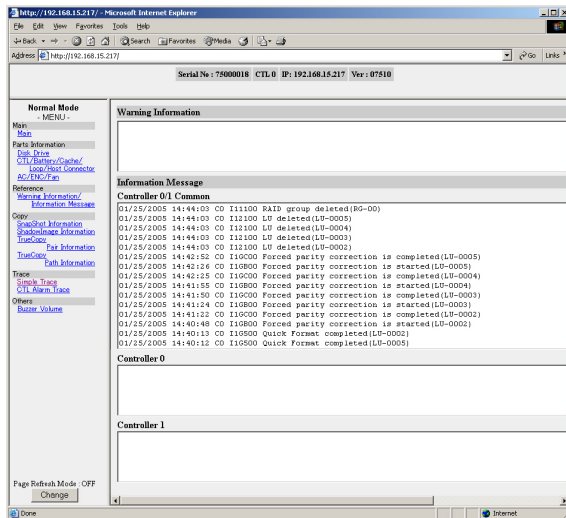 http://192.168.15.217/ - Microsoft Internet Explorer
File Edit View Favorites Tools Help
Back Search Favorites Media
Address http://192.168.15.217/ Go Links
Serial No : 75000018 CTL 0 IP: 192.168.15.217 Ver : 07510
Normal Mode
- MENU -
Main
Main
Parts Information
Disk Drive
CTL/Battery/Cache/
Loop/Host Connector
AC/ENC/Fan
Reference
Warning Information/
Information Message
Copy
SnapShot Information
ShadowImage Information
TrueCopy
Pair Information
TrueCopy
Path Information
Trace
Simple Trace
CTL Alarm Trace
Others
Buzzer Volume
Page Refresh Mode : OFF
Change
Warning Information
Information Message
Controller 0/1 Common
01/25/2005 14:44:03 C0 I11100 RAID group deleted(RG-00)
01/25/2005 14:44:03 C0 I12100 LU deleted(LU-0005)
01/25/2005 14:44:03 C0 I12100 LU deleted(LU-0004)
01/25/2005 14:44:03 C0 I12100 LU deleted(LU-0003)
01/25/2005 14:44:03 C0 I12100 LU deleted(LU-0002)
01/25/2005 14:42:52 C0 I1GC00 Forced parity correction is completed(LU-0005)
01/25/2005 14:42:26 C0 I1GB00 Forced parity correction is started(LU-0005)
01/25/2005 14:42:25 C0 I1GC00 Forced parity correction is completed(LU-0004)
01/25/2005 14:41:55 C0 I1GB00 Forced parity correction is started(LU-0004)
01/25/2005 14:41:50 C0 I1GC00 Forced parity correction is completed(LU-0003)
01/25/2005 14:41:24 C0 I1GB00 Forced parity correction is started(LU-0003)
01/25/2005 14:41:22 C0 I1GC00 Forced parity correction is completed(LU-0002)
01/25/2005 14:40:48 C0 I1GB00 Forced parity correction is started(LU-0002)
01/25/2005 14:40:13 C0 I1G500 Quick Format completed(LU-0002)
01/25/2005 14:40:12 C0 I1G500 Quick Format completed(LU-0005)
Controller 0
Controller 1
Done Internet